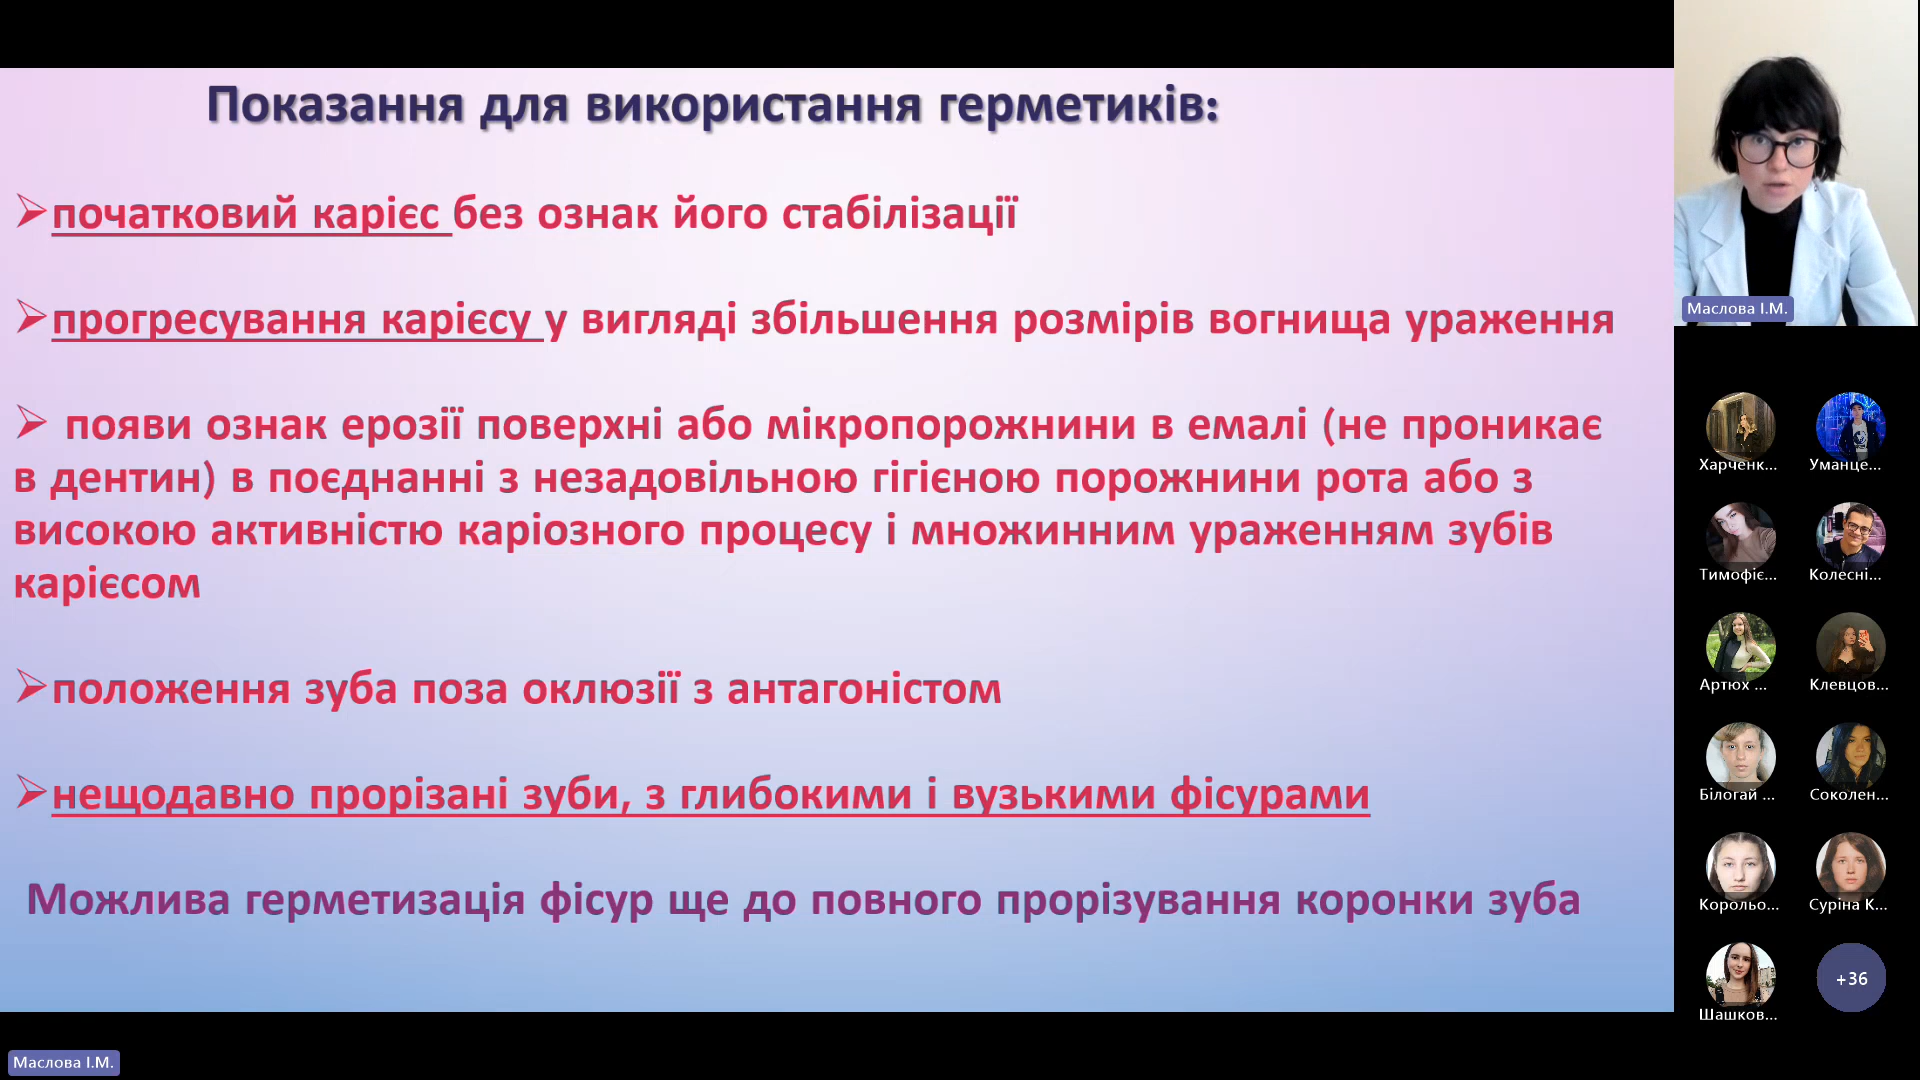 Показання для використання герметиків:
➢початковий карієс без ознак його стабілізації
➢прогресування карієсу у вигляді збільшення розмірів вогнища ураження
➢ появи ознак ерозії поверхні або мікропорожнини в емалі (не проникає
в дентин) в поєднанні з незадовільною гігієною порожнини рота або з
високою активністю каріозного процесу і множинним ураженням зубів
карієсом
➢положення зуба поза оклюзії з антагоністом
➢нещодавно прорізані зуби, з глибокими і вузькими фісурами
Можлива герметизація фісур ще до повного прорізування коронки зуба
Маслова І.М.
Маслова І.М.
Харченк... Уманце...
Тимофіє... Колесні...
Артюх ... Клевцов...
Білогай ... Соколен...
Корольо... Суріна К...
Шашков... +36